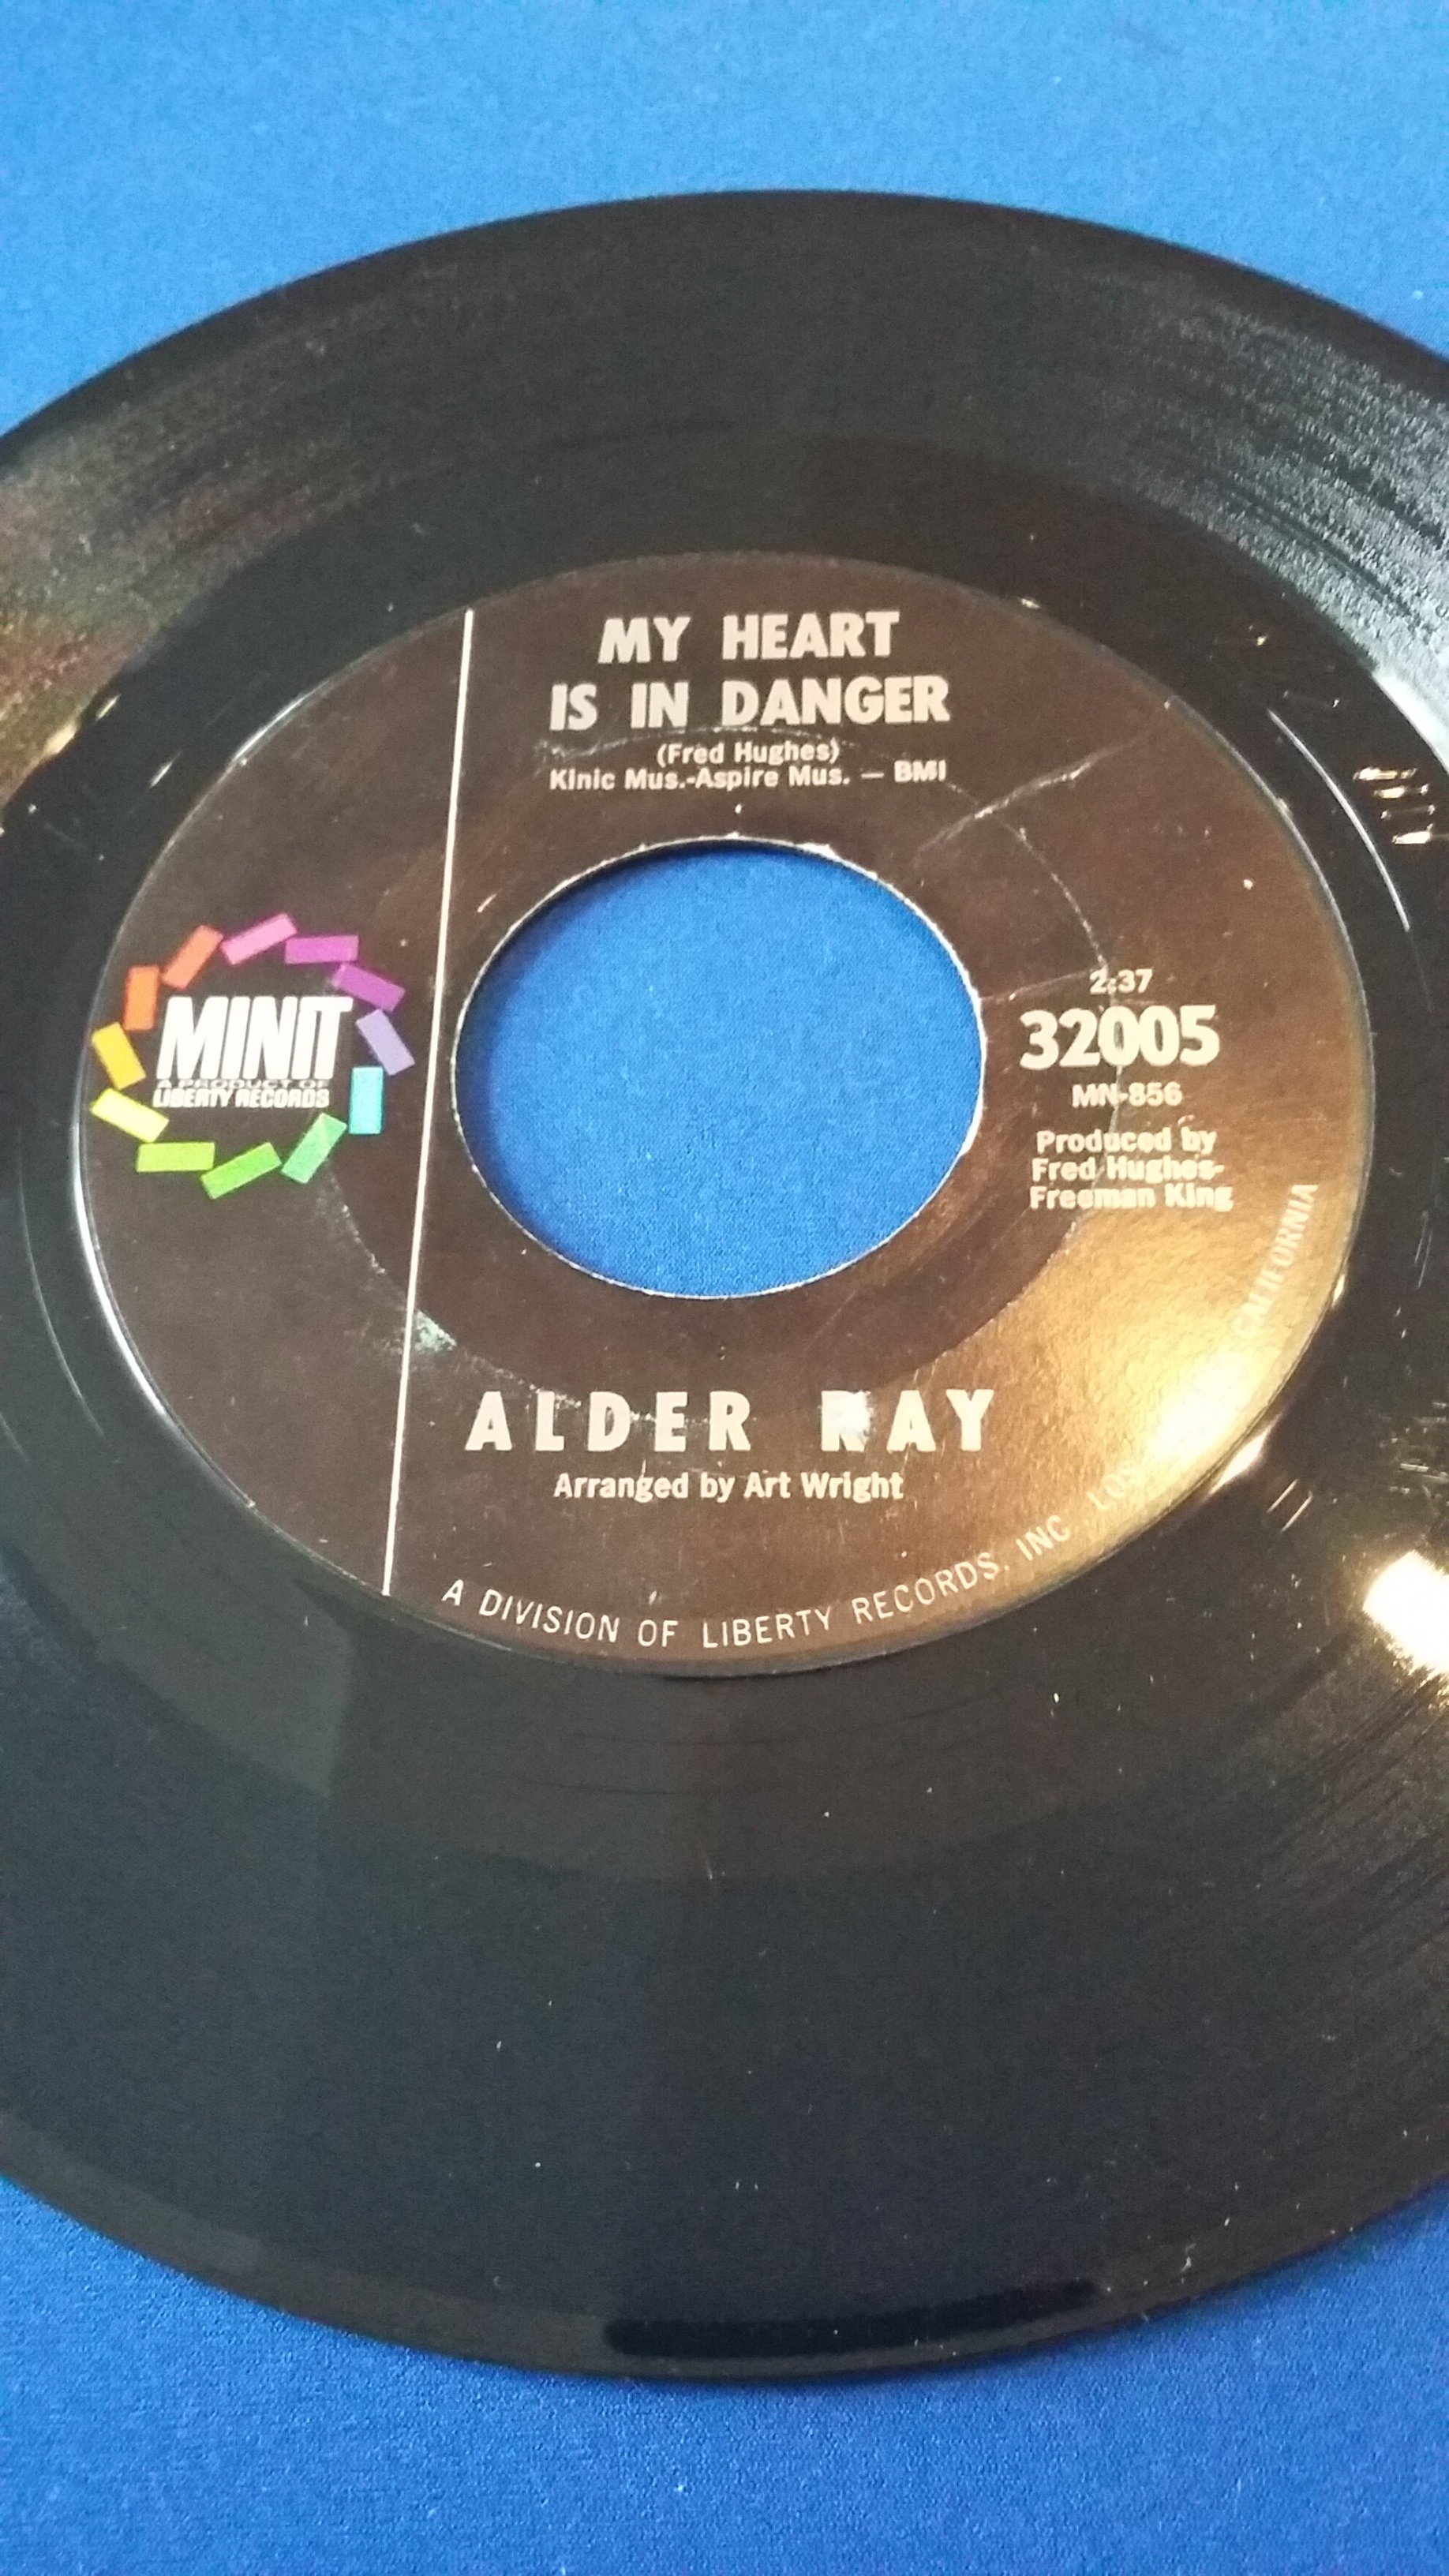 MY HEART
IS IN DANGER
(Fred Hughes)
Kinic Mus.-Aspire Mus. — BMI
MINIT
A PRODUCT OF
LIBERTY RECORDS
2:37
32005
MN-856
Produced by
Fred Hughes-
Freeman King
ALDER RAY
Arranged by Art Wright
A DIVISION OF LIBERTY RECORDS, INC., LOS CALIFORNIA